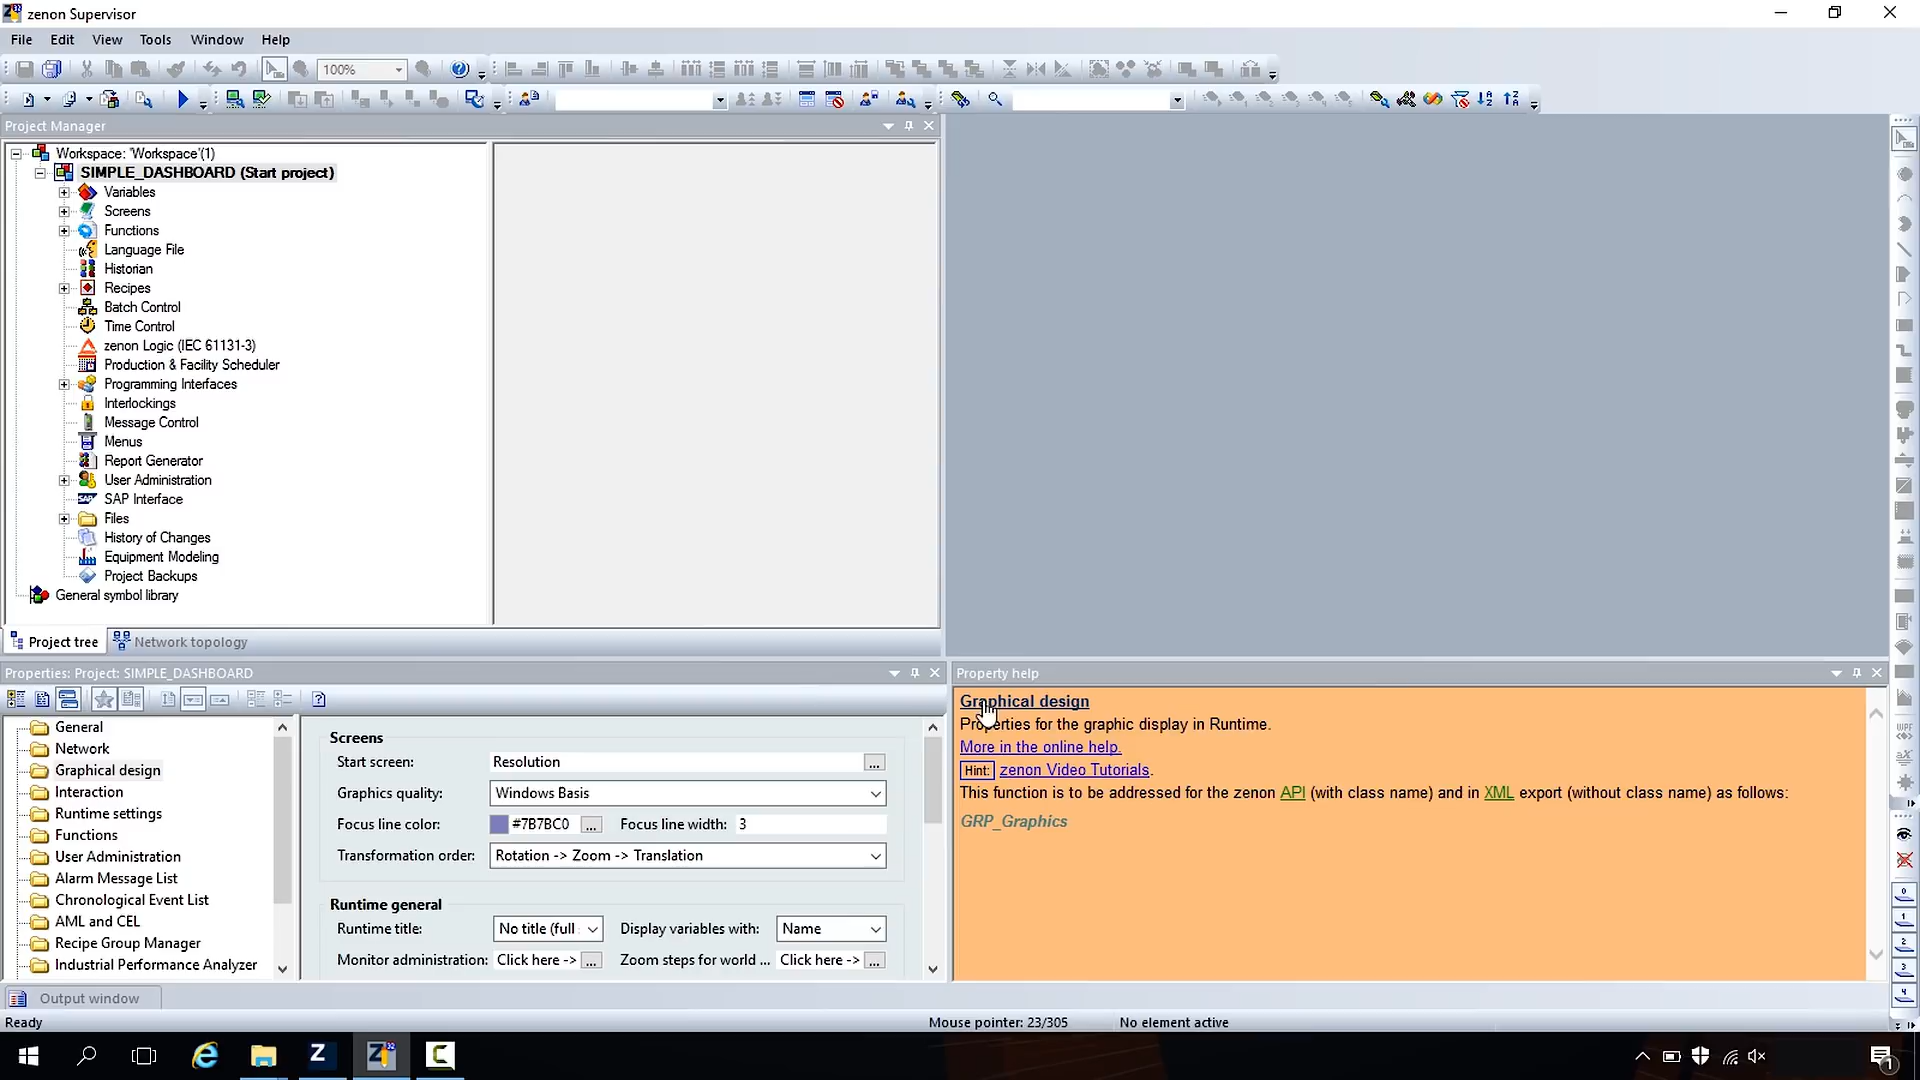 zenon Supervisor
File Edit View Tools Window Help
100%
Project Manager
Workspace: 'Workspace'(1)
SIMPLE_DASHBOARD (Start project)
Variables
Screens
Functions
Language File
Historian
Recipes
Batch Control
Time Control
zenon Logic (IEC 61131-3)
Production & Facility Scheduler
Programming Interfaces
Interlockings
Message Control
Menus
Report Generator
User Administration
SAP Interface
Files
History of Changes
Equipment Modeling
Project Backups
General symbol library
Project tree Network topology
Properties: Project: SIMPLE_DASHBOARD
General
Network
Graphical design
Interaction
Runtime settings
Functions
User Administration
Alarm Message List
Chronological Event List
AML and CEL
Recipe Group Manager
Industrial Performance Analyzer
Screens
Start screen: Resolution ...
Graphics quality: Windows Basis
Focus line color: #7B7BC0 ... Focus line width: 3
Transformation order: Rotation -> Zoom -> Translation
Runtime general
Runtime title: No title (full Display variables with: Name
Monitor administration: Click here -> ... Zoom steps for world ... Click here -> ...
Property help
Graphical design
Properties for the graphic display in Runtime.
More in the online help.
Hint: zenon Video Tutorials.
This function is to be addressed for the zenon API (with class name) and in XML export (without class name) as follows:
GRP_Graphics
Output window
Ready Mouse pointer: 23/305 No element active